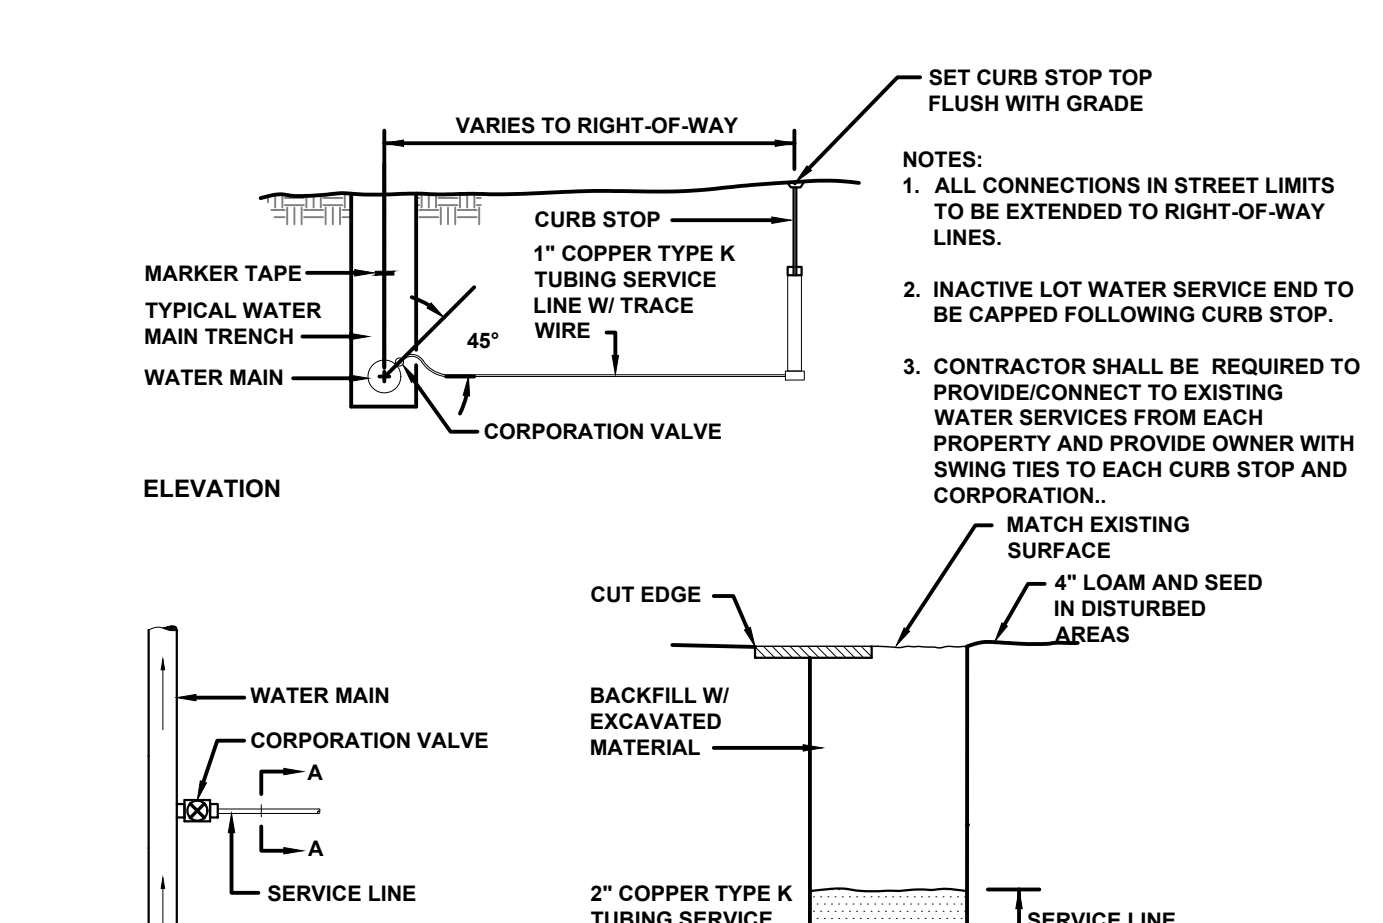 SET CURB STOP TOP
FLUSH WITH GRADE
VARIES TO RIGHT-OF-WAY
NOTES:
1. ALL CONNECTIONS IN STREET LIMITS
TO BE EXTENDED TO RIGHT-OF-WAY
LINES.
2. INACTIVE LOT WATER SERVICE END TO
BE CAPPED FOLLOWING CURB STOP.
3. CONTRACTOR SHALL BE REQUIRED TO
PROVIDE/CONNECT TO EXISTING
WATER SERVICES FROM EACH
PROPERTY AND PROVIDE OWNER WITH
SWING TIES TO EACH CURB STOP AND
CORPORATION..
CURB STOP
1" COPPER TYPE K
TUBING SERVICE
LINE W/ TRACE
WIRE
MARKER TAPE
TYPICAL WATER
MAIN TRENCH
WATER MAIN
45°
CORPORATION VALVE
ELEVATION
MATCH EXISTING
SURFACE
4" LOAM AND SEED
IN DISTURBED
AREAS
CUT EDGE
BACKFILL W/
EXCAVATED
MATERIAL
WATER MAIN
CORPORATION VALVE
A
A
SERVICE LINE
2" COPPER TYPE K
TUBING SERVICE
SERVICE LINE